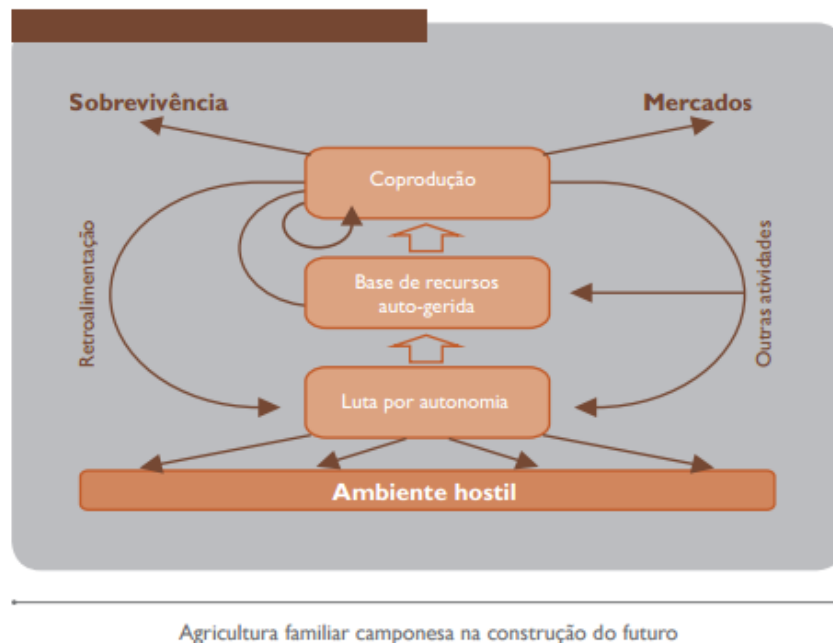 Sobrevivência
Mercados
Coprodução
Retroalimentação
Base de recursos
auto-gerida
Outras atividades
Luta por autonomia
Ambiente hostil
Agricultura familiar camponesa na construção do futuro